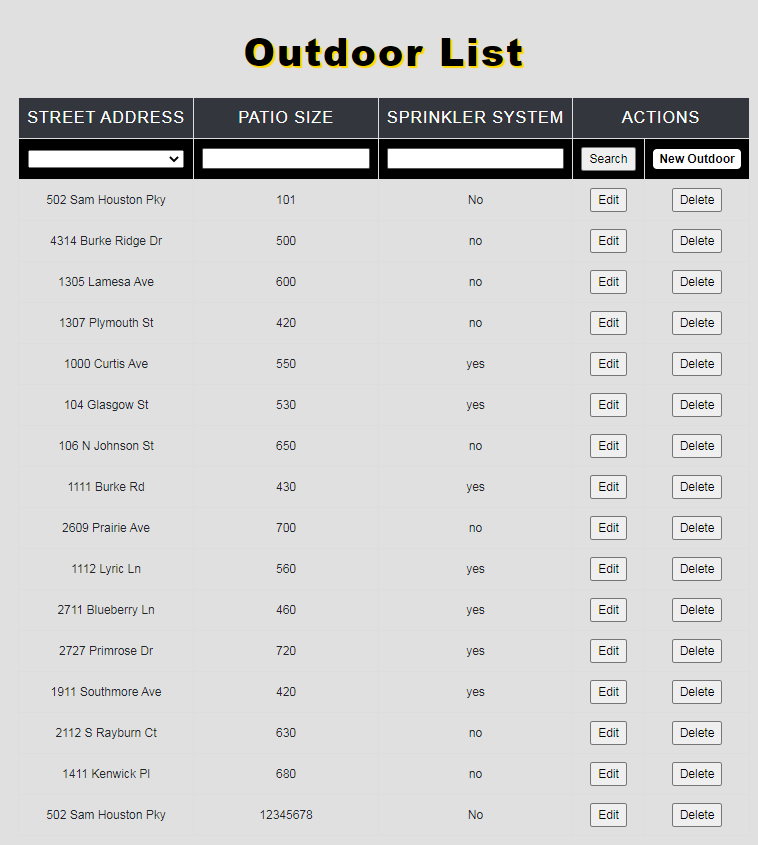 Outdoor List
STREET ADDRESS PATIO SIZE SPRINKLER SYSTEM ACTIONS
Search New Outdoor
502 Sam Houston Pky 101 No Edit Delete
4314 Burke Ridge Dr 500 no Edit Delete
1305 Lamesa Ave 600 no Edit Delete
1307 Plymouth St 420 no Edit Delete
1000 Curtis Ave 550 yes Edit Delete
104 Glasgow St 530 yes Edit Delete
106 N Johnson St 650 no Edit Delete
1111 Burke Rd 430 yes Edit Delete
2609 Prairie Ave 700 no Edit Delete
1112 Lyric Ln 560 yes Edit Delete
2711 Blueberry Ln 460 yes Edit Delete
2727 Primrose Dr 720 yes Edit Delete
1911 Southmore Ave 420 yes Edit Delete
2112 S Rayburn Ct 630 no Edit Delete
1411 Kenwick Pl 680 no Edit Delete
502 Sam Houston Pky 12345678 No Edit Delete